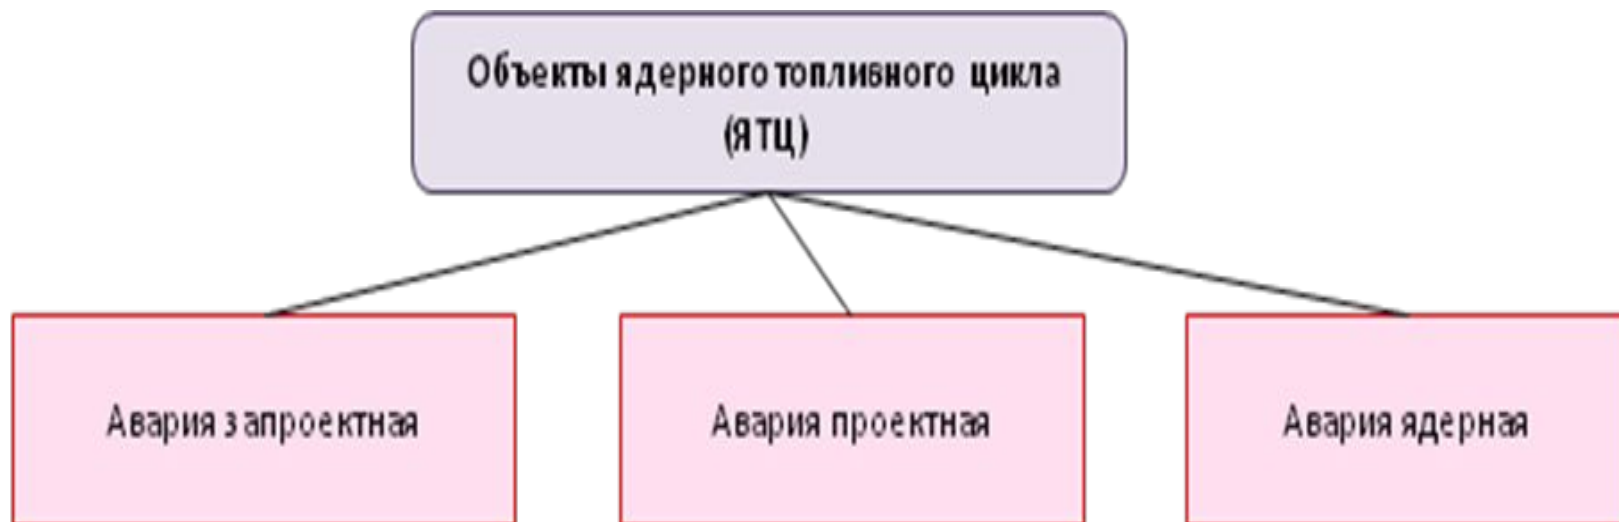 Объекты ядерного топливного цикла
(ЯТЦ)
Авария запроектная
Авария проектная
Авария ядерная